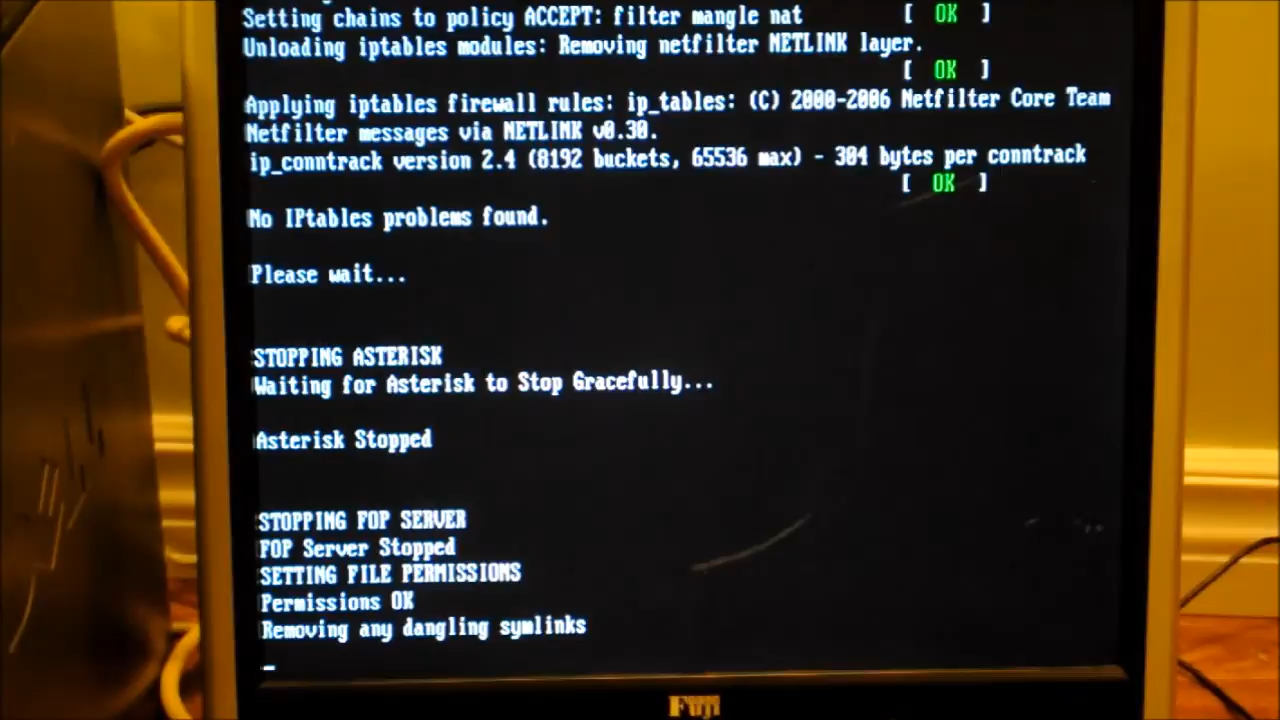 Setting chains to policy ACCEPT: filter mangle nat [ OK ]
Unloading iptables modules: Removing netfilter NETLINK layer.
[ OK ]
Applying iptables firewall rules: ip_tables: (C) 2000-2006 Netfilter Core Team
Netfilter messages via NETLINK v0.30.
ip_conntrack version 2.4 (8192 buckets, 65536 max) - 304 bytes per conntrack
[ OK ]
No IPtables problems found.
Please wait...
STOPPING ASTERISK
Waiting for Asterisk to Stop Gracefully...
Asterisk Stopped
STOPPING FOP SERVER
FOP Server Stopped
SETTING FILE PERMISSIONS
Permissions OK
Removing any dangling symlinks
_
Fuji